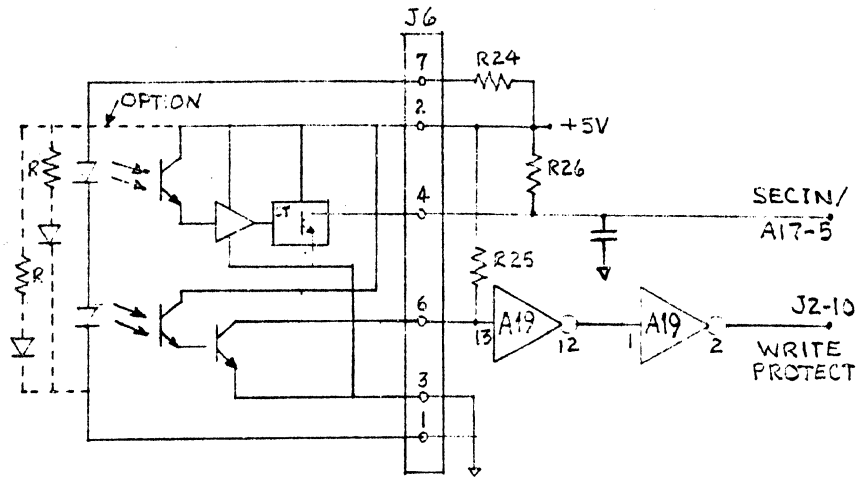 J6
7
R24
OPTION
2
+5V
R
R26
4
SECIN/
A17-5
R
R25
6
A19
A19
J2-10
13
12
1
2
WRITE
PROTECT
3
1